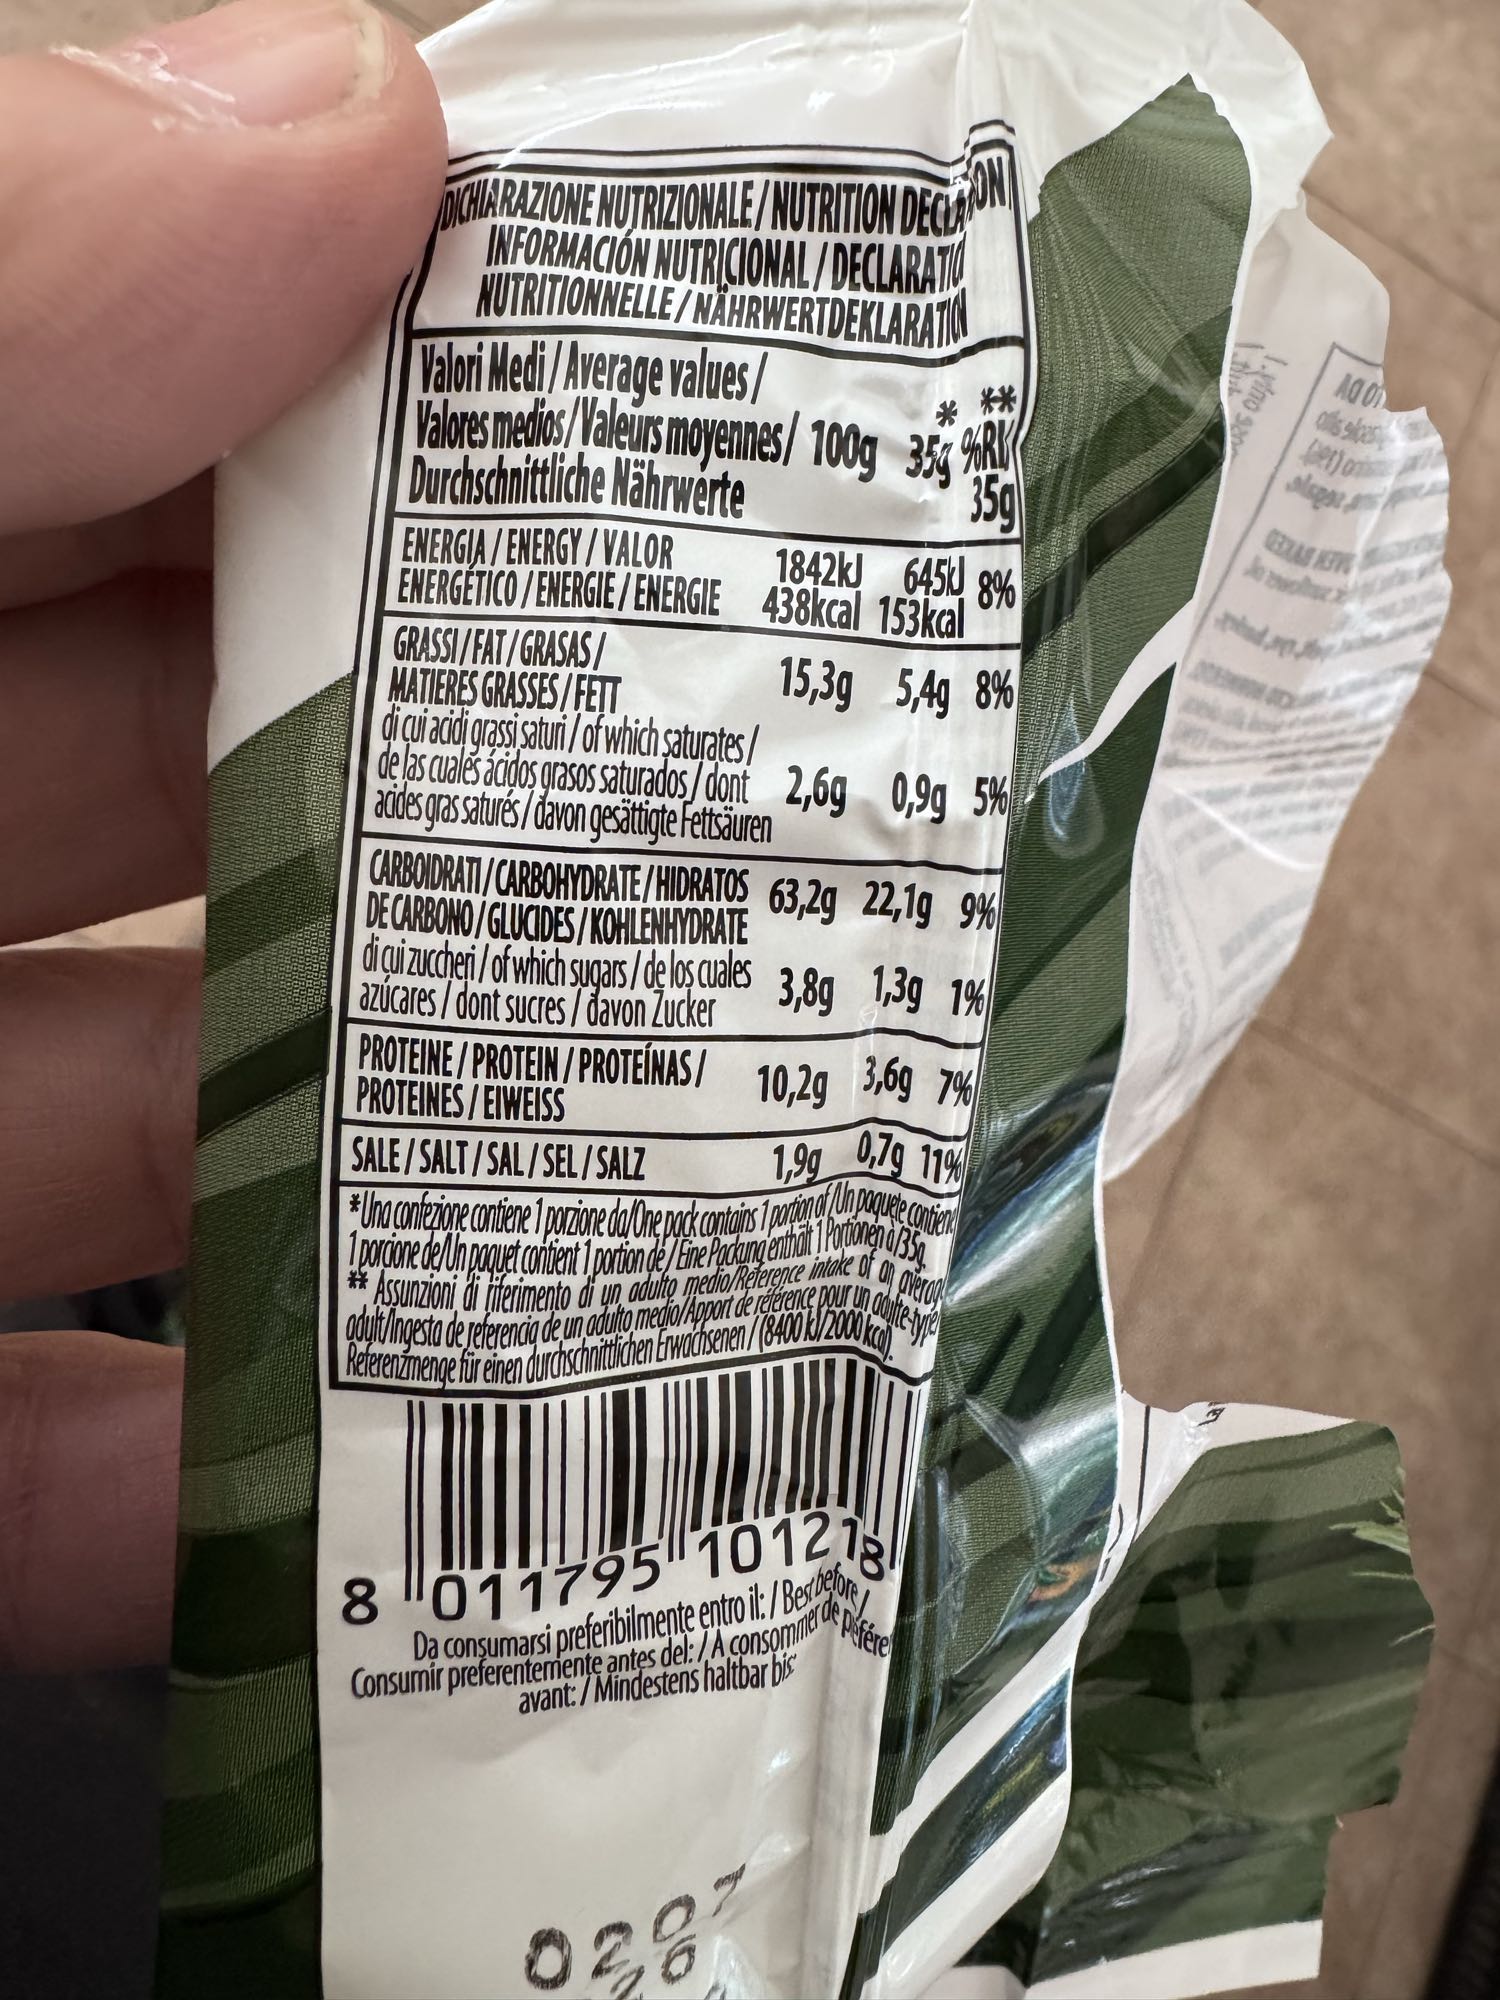 DICHIARAZIONE NUTRIZIONALE / NUTRITION
INFORMACIÓN NUTRICIONAL / DECLARATIO
NUTRITIONNELLE / NÄHRWERTDEKLARATION
Valori Medi / Average values /
Valores medios / Valeurs moyennes /
Durchschnittliche Nährwerte
100g 35g* %RI**
35g
ENERGIA / ENERGY / VALOR
ENERGÉTICO / ENERGIE / ENERGIE
1842kJ 645kJ 8%
438kcal 153kcal
GRASSI / FAT / GRASAS /
MATIERES GRASSES / FETT
15,3g 5,4g 8%
di cui acidi grassi saturi / of which saturates /
de las cuales ácidos grasos saturados / dont
acides gras saturés / davon gesättigte Fettsäuren
2,6g 0,9g 5%
CARBOIDRATI / CARBOHYDRATE / HIDRATOS
DE CARBONO / GLUCIDES / KOHLENHYDRATE
63,2g 22,1g 9%
di cui zuccheri / of which sugars / de los cuales
azúcares / dont sucres / davon Zucker
3,8g 1,3g 1%
PROTEINE / PROTEIN / PROTEÍNAS /
PROTEINES / EIWEISS
10,2g 3,6g 7%
SALE / SALT / SAL / SEL / SALZ
1,9g 0,7g 11%
*Una confezione contiene 1 porzione da/One pack contains 1 portion of /Un paquete contiene
1 porcione de/Un paquet contient 1 portion de / Eine Packung enthält 1 Portionen à /35g.
** Assunzioni di riferimento di un adulto medio/Reference intake of an average
adult/Ingesta de referencia de un adulto medio/Apport de référence pour un adulte-type/
Referenzmenge für einen durchschnittlichen Erwachsenen / (8400 kJ/2000 kcal).
8 011795 101218
Da consumarsi preferibilmente entro il: / Best before /
Consumir preferentemente antes del: / A consommer de préfére
avant: / Mindestens haltbar bis: